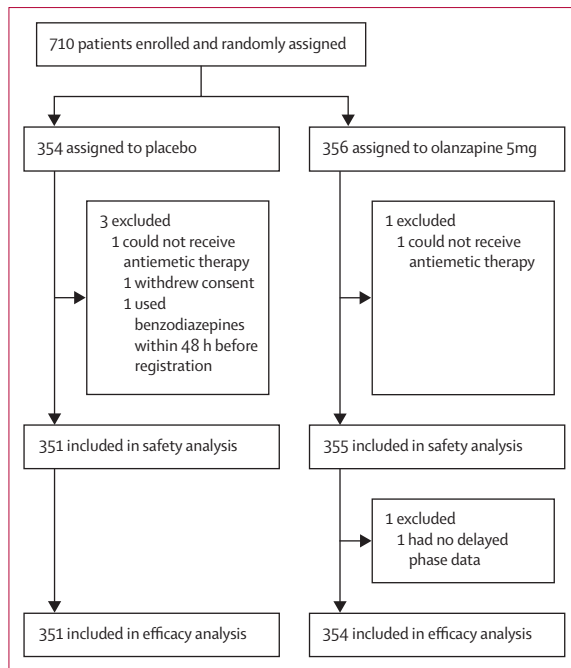 710 patients enrolled and randomly assigned
354 assigned to placebo
356 assigned to olanzapine 5mg
3 excluded
1 could not receive
antiemetic therapy
1 withdrew consent
1 used
benzodiazepines
within 48 h before
registration
1 excluded
1 could not receive
antiemetic therapy
351 included in safety analysis
355 included in safety analysis
1 excluded
1 had no delayed
phase data
351 included in efficacy analysis
354 included in efficacy analysis